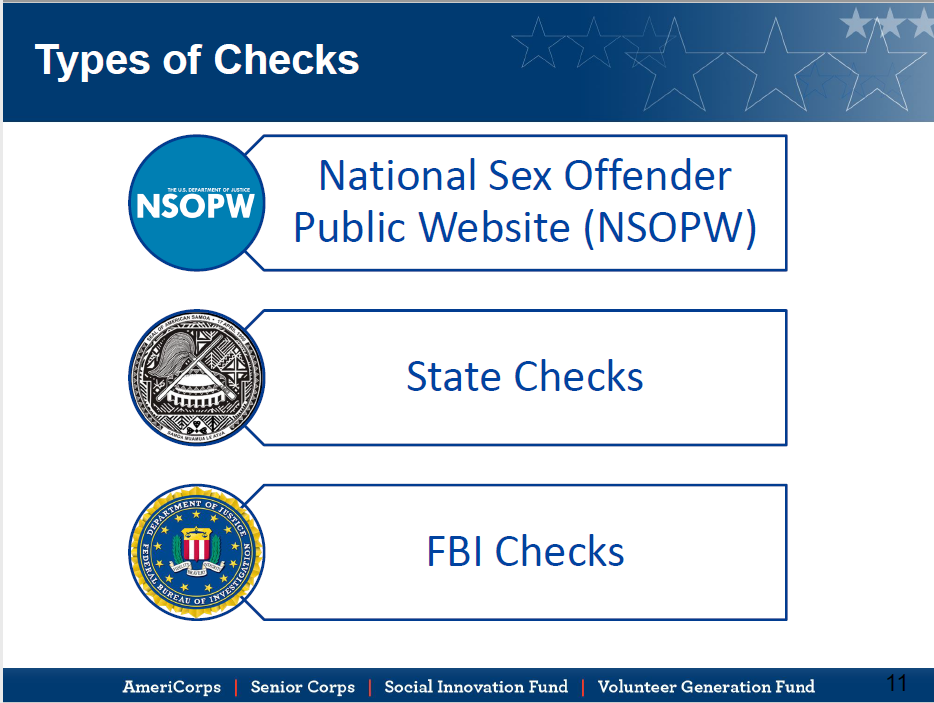 Types of Checks
THE U.S. DEPARTMENT OF JUSTICE
NSOPW
National Sex Offender
Public Website (NSOPW)
SEAL OF AMERICAN SAMOA • 17 APRIL 1900
SAMOA MUAMUA LE ATUA
State Checks
DEPARTMENT OF JUSTICE
FEDERAL BUREAU OF INVESTIGATION
FBI Checks
AmeriCorps | Senior Corps | Social Innovation Fund | Volunteer Generation Fund
11